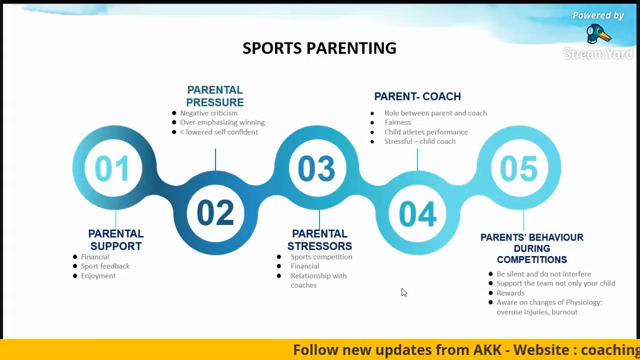 Powered by
StreamYard
SPORTS PARENTING
01
PARENTAL
SUPPORT
Financial
Sport feedback
Enjoyment
02
PARENTAL
PRESSURE
Negative criticism
Over emphasizing winning
< lowered self confident
03
PARENTAL
STRESSORS
Sports competition
Financial
Relationship with
coaches
04
PARENT- COACH
Role between parent and coach
Fairness
Child atletes performance
Stressful – child coach
05
PARENTS' BEHAVIOUR
DURING
COMPETITIONS
Be silent and do not interfere
Support the team not only your child
Rewards
Aware on changes of Physiology:
overuse injuries, burnout
Follow new updates from AKK - Website : coaching